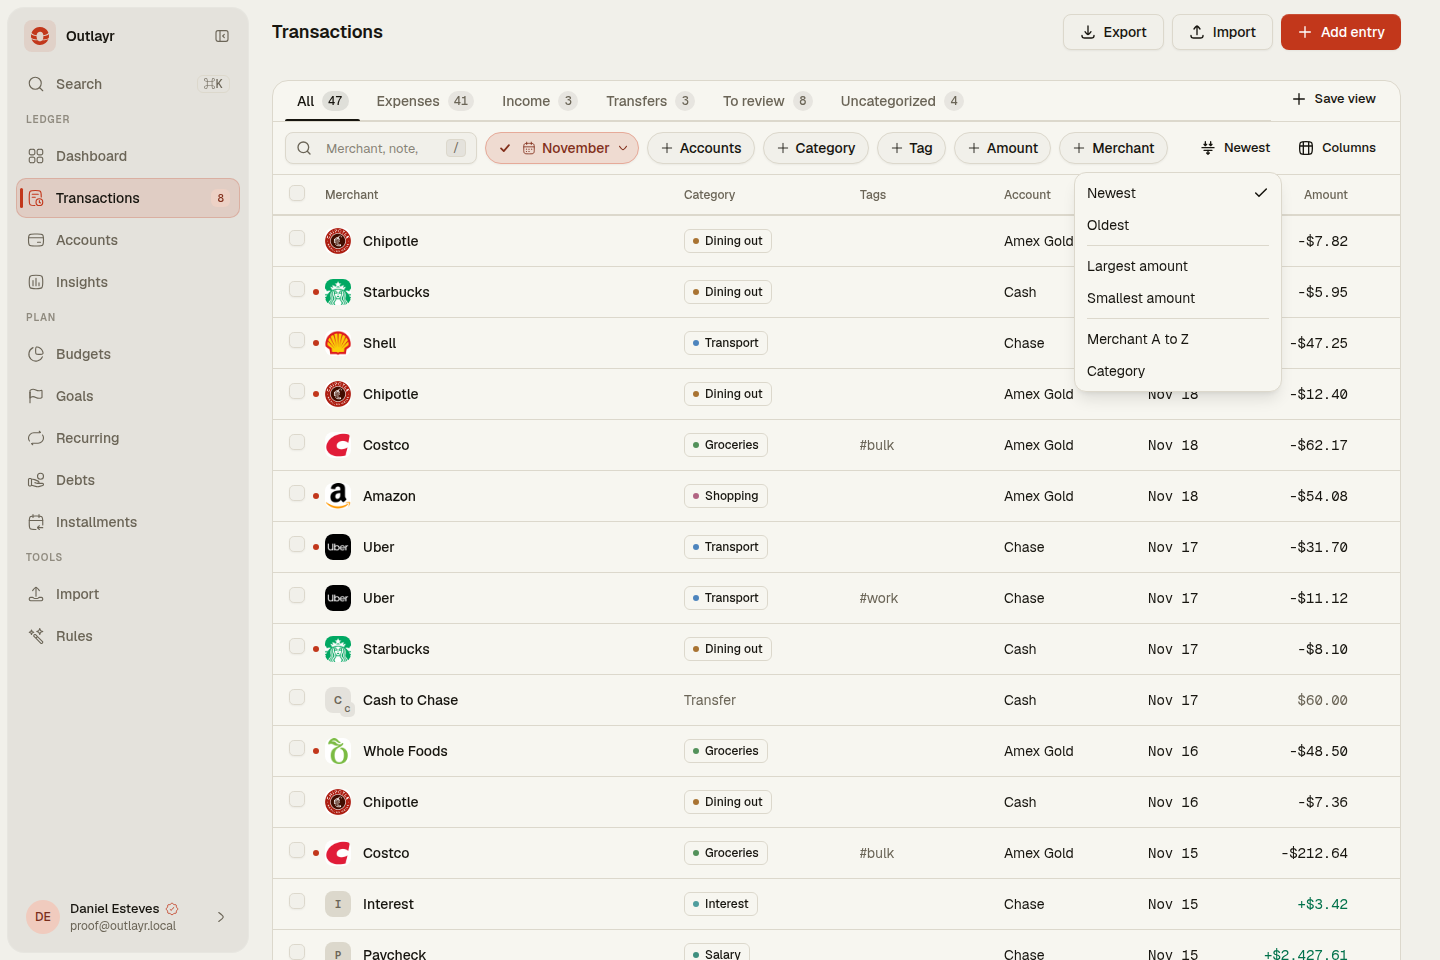 Outlayr
Search ⌘K
LEDGER
Dashboard
Transactions 8
Accounts
Insights
PLAN
Budgets
Goals
Recurring
Debts
Installments
TOOLS
Import
Rules
DE Daniel Esteves
proof@outlayr.local
Transactions
Export Import Add entry
All 47 Expenses 41 Income 3 Transfers 3 To review 8 Uncategorized 4 Save view
Merchant, note, / November Accounts Category Tag Amount Merchant Newest Columns
Merchant Category Tags Account Amount
Newest
Oldest
Largest amount
Smallest amount
Merchant A to Z
Category
Chipotle Dining out Amex Gold -$7.82
Starbucks Dining out Cash -$5.95
Shell Transport Chase -$47.25
Chipotle Dining out Amex Gold Nov 18 -$12.40
Costco Groceries #bulk Amex Gold Nov 18 -$62.17
a Amazon Shopping Amex Gold Nov 18 -$54.08
Uber Uber Transport Chase Nov 17 -$31.70
Uber Uber Transport #work Chase Nov 17 -$11.12
Starbucks Dining out Cash Nov 17 -$8.10
C C Cash to Chase Transfer Cash Nov 17 $60.00
Whole Foods Groceries Amex Gold Nov 16 -$48.50
Chipotle Dining out Cash Nov 16 -$7.36
Costco Groceries #bulk Amex Gold Nov 15 -$212.64
I Interest Interest Chase Nov 15 +$3.42
P Paycheck Salary Chase Nov 15 +$2,427.61